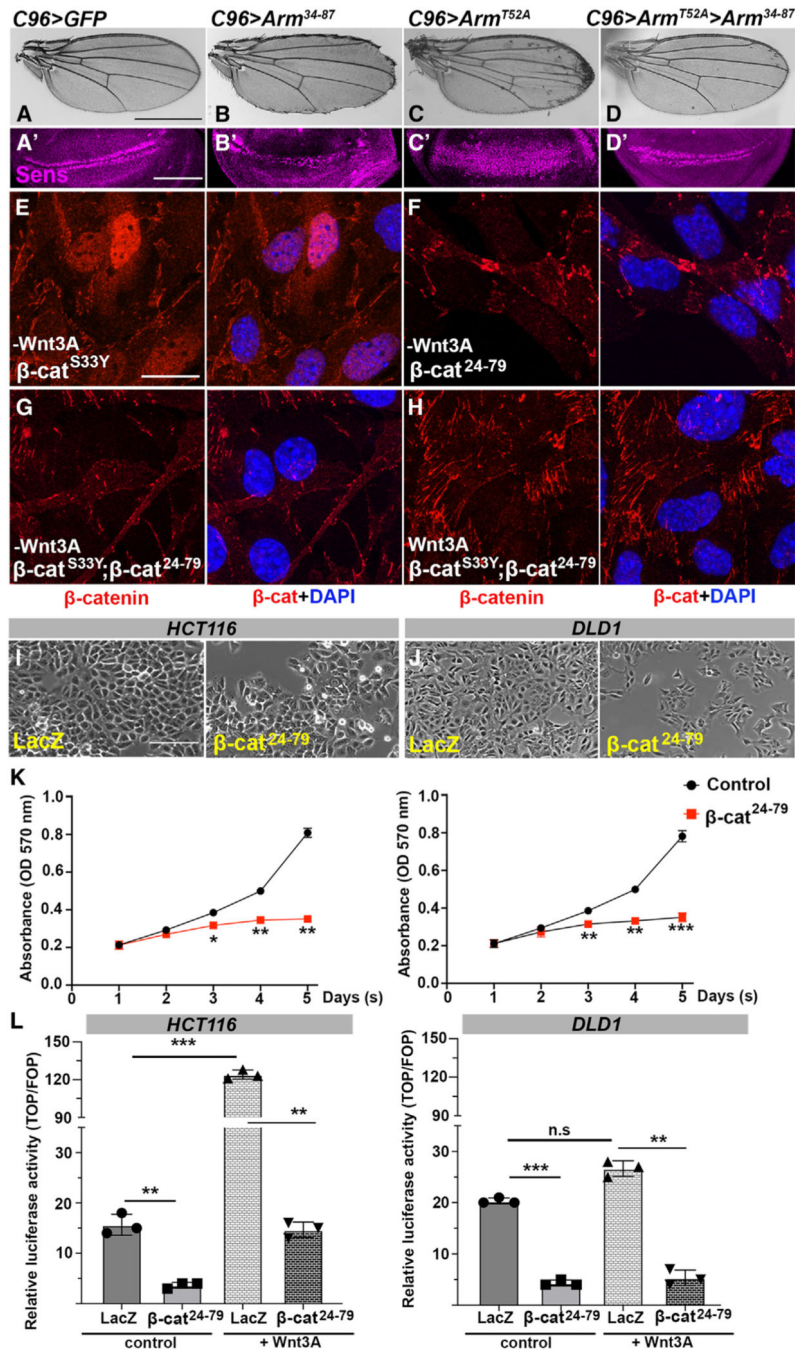 C96>GFP C96>Arm³⁴⁻⁸⁷ C96>Armᵀ⁵²ᴬ C96>Armᵀ⁵²ᴬ>Arm³⁴⁻⁸⁷
A B C D
A' B' C' D'
Sens
E F
-Wnt3A -Wnt3A
β-catˢ³³ʸ β-cat²⁴⁻⁷⁹
G H
-Wnt3A Wnt3A
β-catˢ³³ʸ;β-cat²⁴⁻⁷⁹ β-catˢ³³ʸ;β-cat²⁴⁻⁷⁹
β-catenin β-cat+DAPI β-catenin β-cat+DAPI
HCT116 DLD1
I J
LacZ β-cat²⁴⁻⁷⁹ LacZ β-cat²⁴⁻⁷⁹
K
Control
β-cat²⁴⁻⁷⁹
Absorbance (OD 570 nm)
1.0
0.8
0.6
0.4
0.2
0.0
* ** **
0 1 2 3 4 5 Days (s)
Absorbance (OD 570 nm)
1.0
0.8
0.6
0.4
0.2
0.0
** ** ***
0 1 2 3 4 5 Days (s)
L
HCT116
Relative luciferase activity (TOP/FOP)
150
120
90
30
20
10
*** ** **
LacZ β-cat²⁴⁻⁷⁹ LacZ β-cat²⁴⁻⁷⁹
control + Wnt3A
DLD1
Relative luciferase activity (TOP/FOP)
150
120
90
30
20
10
n.s *** **
LacZ β-cat²⁴⁻⁷⁹ LacZ β-cat²⁴⁻⁷⁹
control + Wnt3A